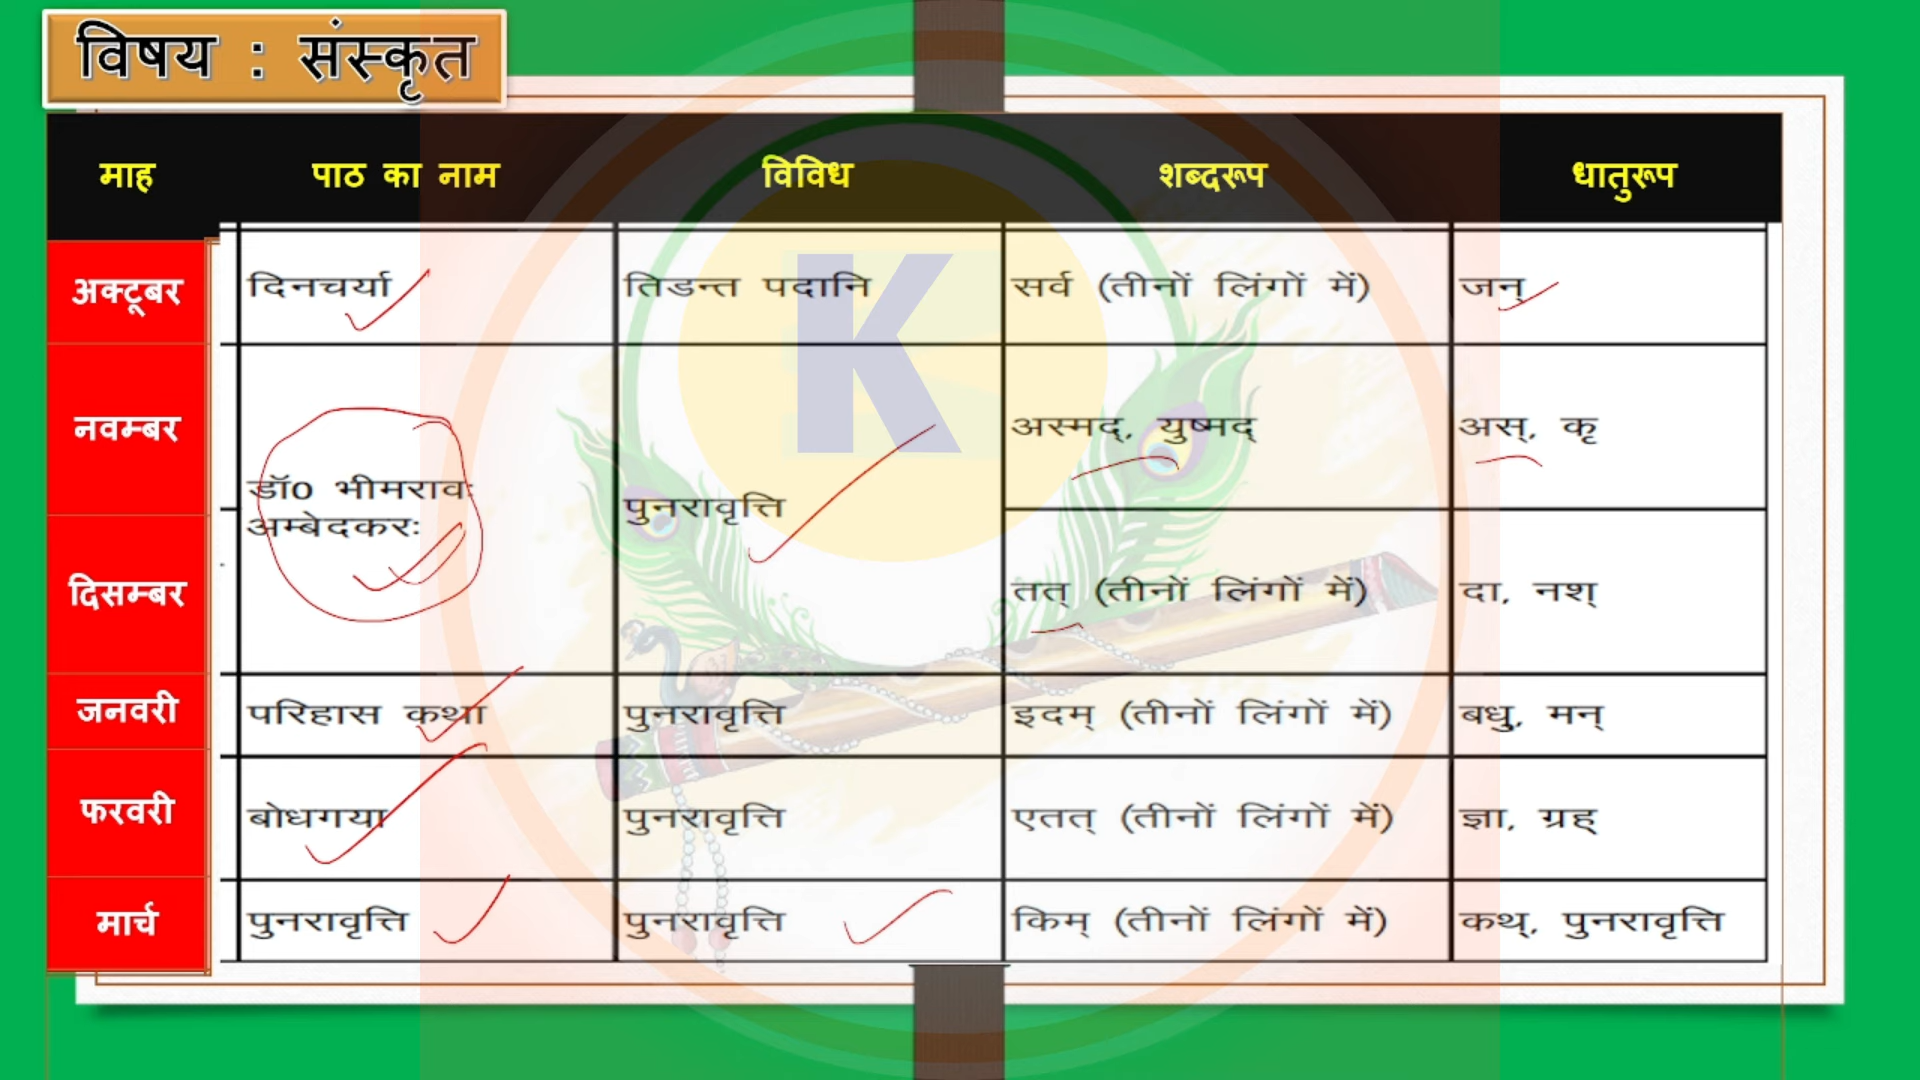 विषय : संस्कृत
माह पाठ का नाम विविध शब्दरूप धातुरूप
अक्टूबर दिनचर्या तिडन्त पदानि सर्व (तीनों लिंगों में) जन्
नवम्बर डॉ0 भीमरावः अम्बेदकरः पुनरावृत्ति अस्मद्, युष्मद् अस्, कृ
दिसम्बर तत् (तीनों लिंगों में) दा, नश्
जनवरी परिहास कथा पुनरावृत्ति इदम् (तीनों लिंगों में) बधु, मन्
फरवरी बोधगया पुनरावृत्ति एतत् (तीनों लिंगों में) ज्ञा, ग्रह्
मार्च पुनरावृत्ति पुनरावृत्ति किम् (तीनों लिंगों में) कथ्, पुनरावृत्ति
K